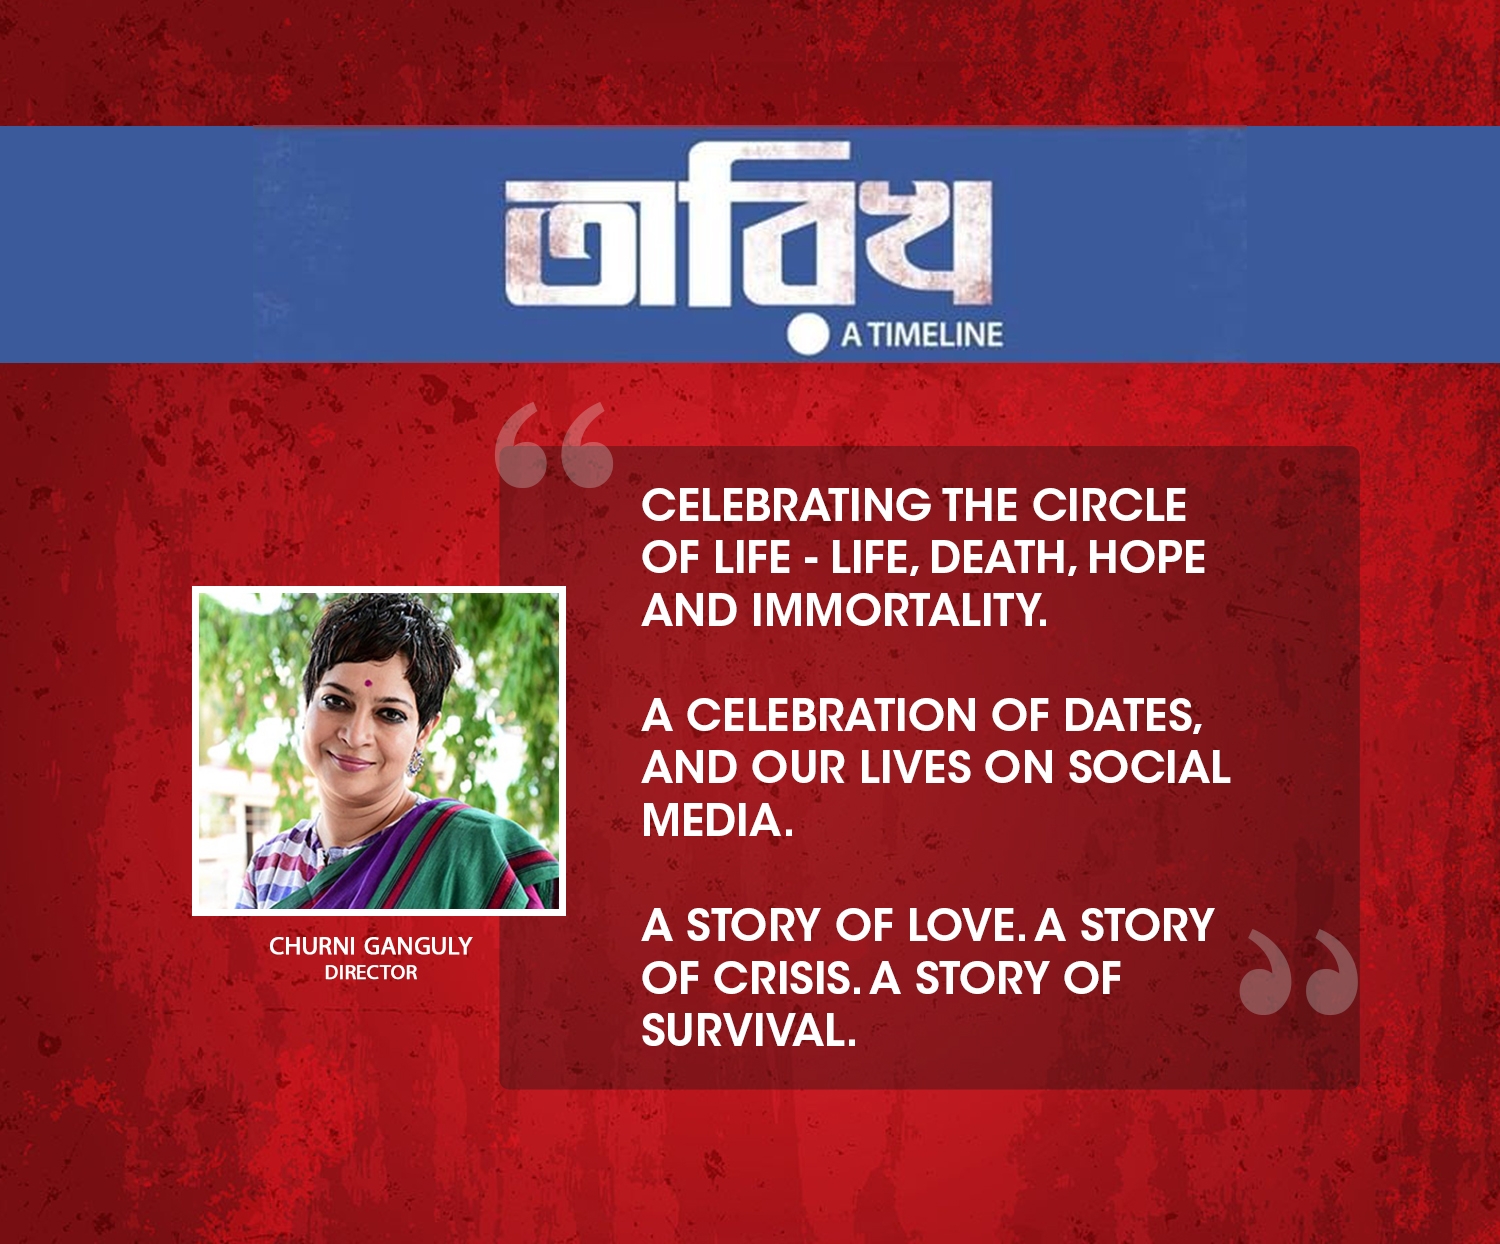 তারিখ
A TIMELINE
“
CELEBRATING THE CIRCLE
OF LIFE - LIFE, DEATH, HOPE
AND IMMORTALITY.
A CELEBRATION OF DATES,
AND OUR LIVES ON SOCIAL
MEDIA.
A STORY OF LOVE. A STORY
OF CRISIS. A STORY OF
SURVIVAL.
”
CHURNI GANGULY
DIRECTOR